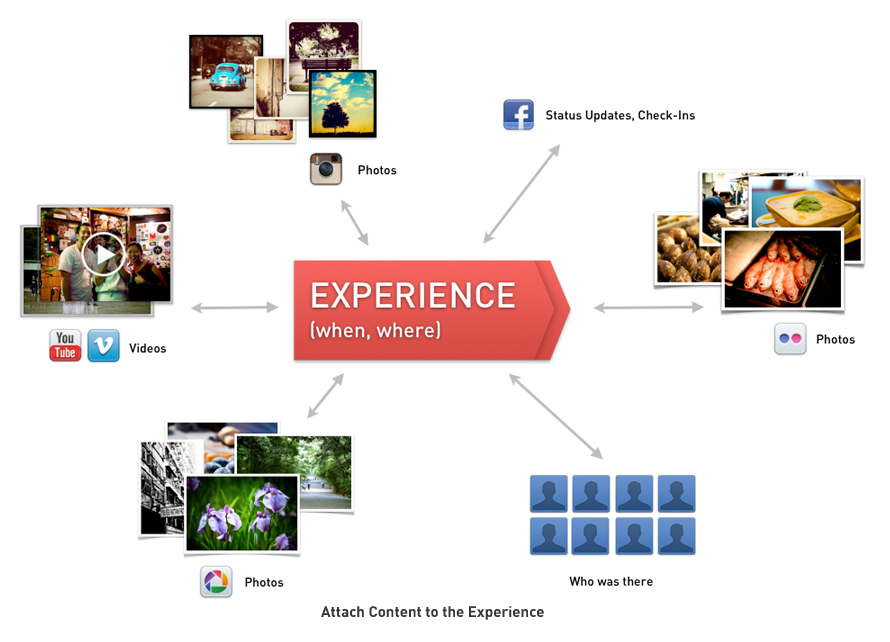 Status Updates, Check-Ins
Photos
EXPERIENCE
(when, where)
You
Tube
Videos
Photos
Photos
Who was there
Attach Content to the Experience